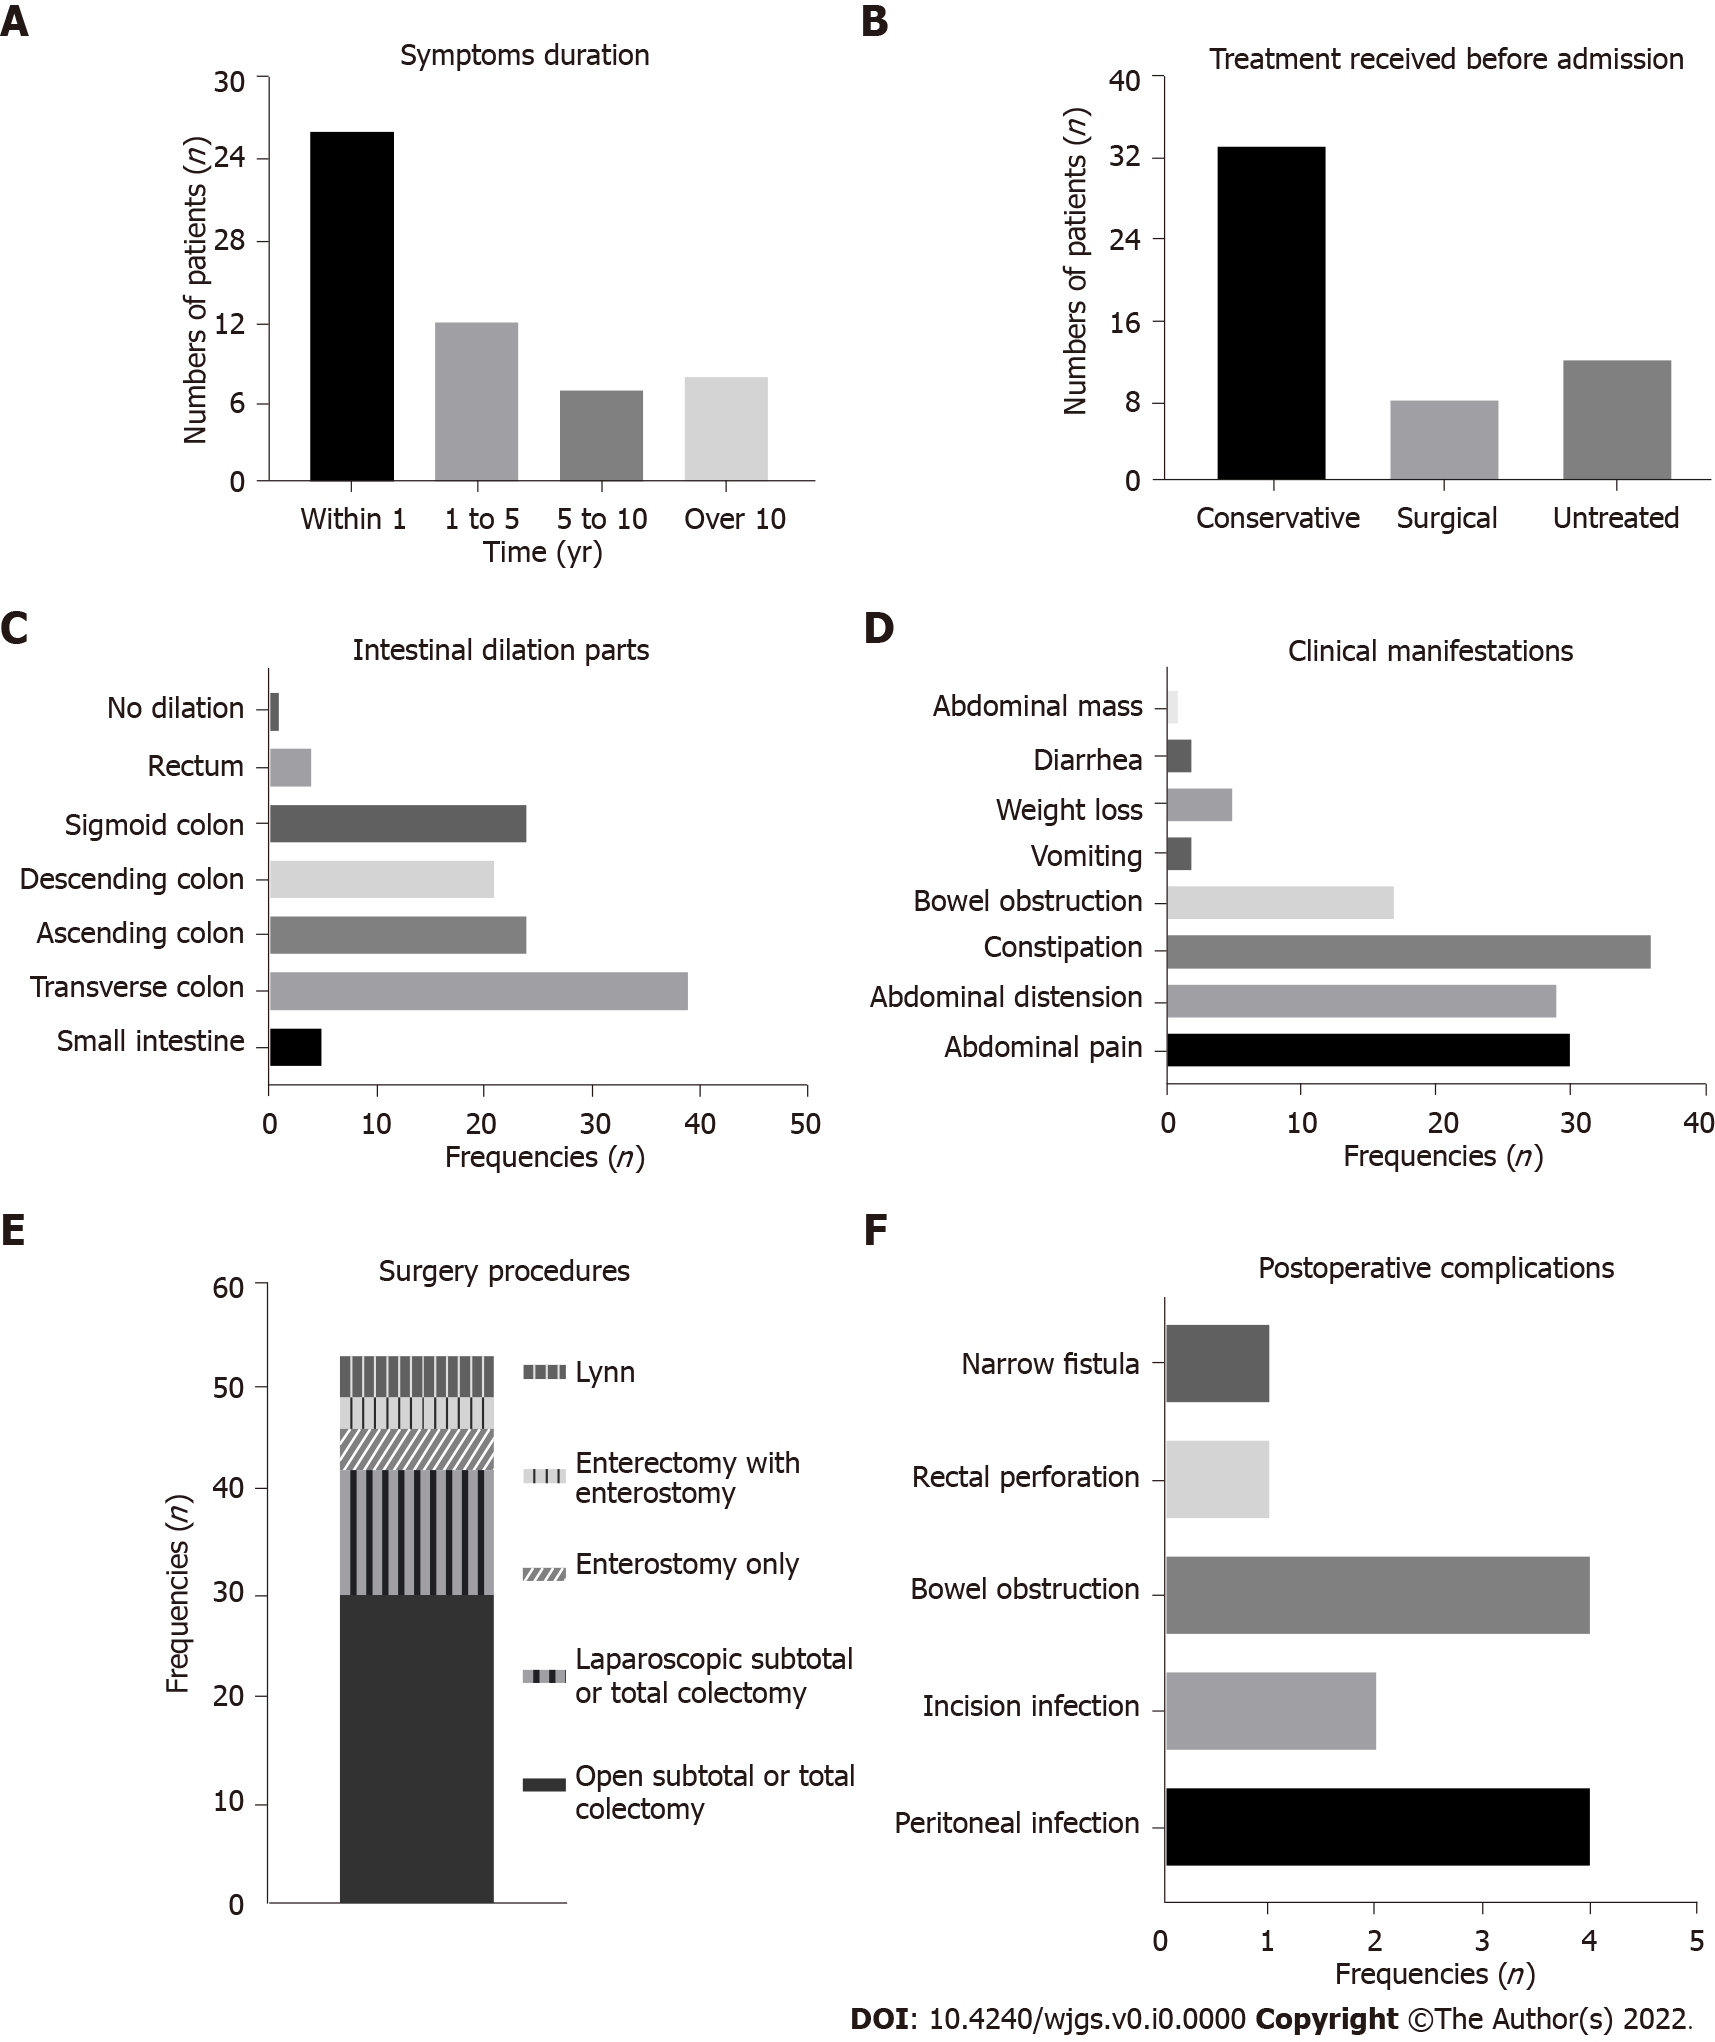 A
Symptoms duration
30
24
28
12
6
0
Numbers of patients (n)
Within 1
1 to 5
5 to 10
Over 10
Time (yr)
B
Treatment received before admission
40
32
24
16
8
0
Numbers of patients (n)
Conservative
Surgical
Untreated
C
Intestinal dilation parts
No dilation
Rectum
Sigmoid colon
Descending colon
Ascending colon
Transverse colon
Small intestine
0 10 20 30 40 50
Frequencies (n)
D
Clinical manifestations
Abdominal mass
Diarrhea
Weight loss
Vomiting
Bowel obstruction
Constipation
Abdominal distension
Abdominal pain
0 10 20 30 40
Frequencies (n)
E
Surgery procedures
60
50
40
30
20
10
0
Frequencies (n)
Lynn
Enterectomy with
enterostomy
Enterostomy only
Laparoscopic subtotal
or total colectomy
Open subtotal or total
colectomy
F
Postoperative complications
Narrow fistula
Rectal perforation
Bowel obstruction
Incision infection
Peritoneal infection
0 1 2 3 4 5
Frequencies (n)
DOI: 10.4240/wjgs.v0.i0.0000 Copyright ©The Author(s) 2022.